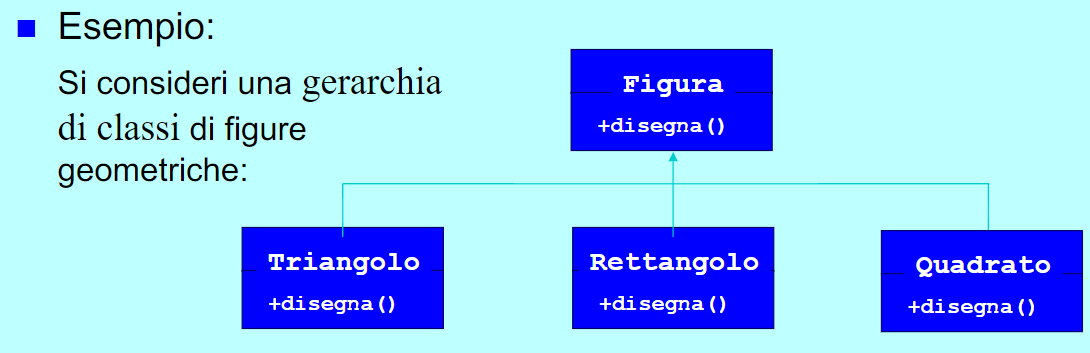 Esempio:
Si consideri una gerarchia
di classi di figure
geometriche:
Figura
+disegna()
Triangolo
+disegna()
Rettangolo
+disegna()
Quadrato
+disegna()